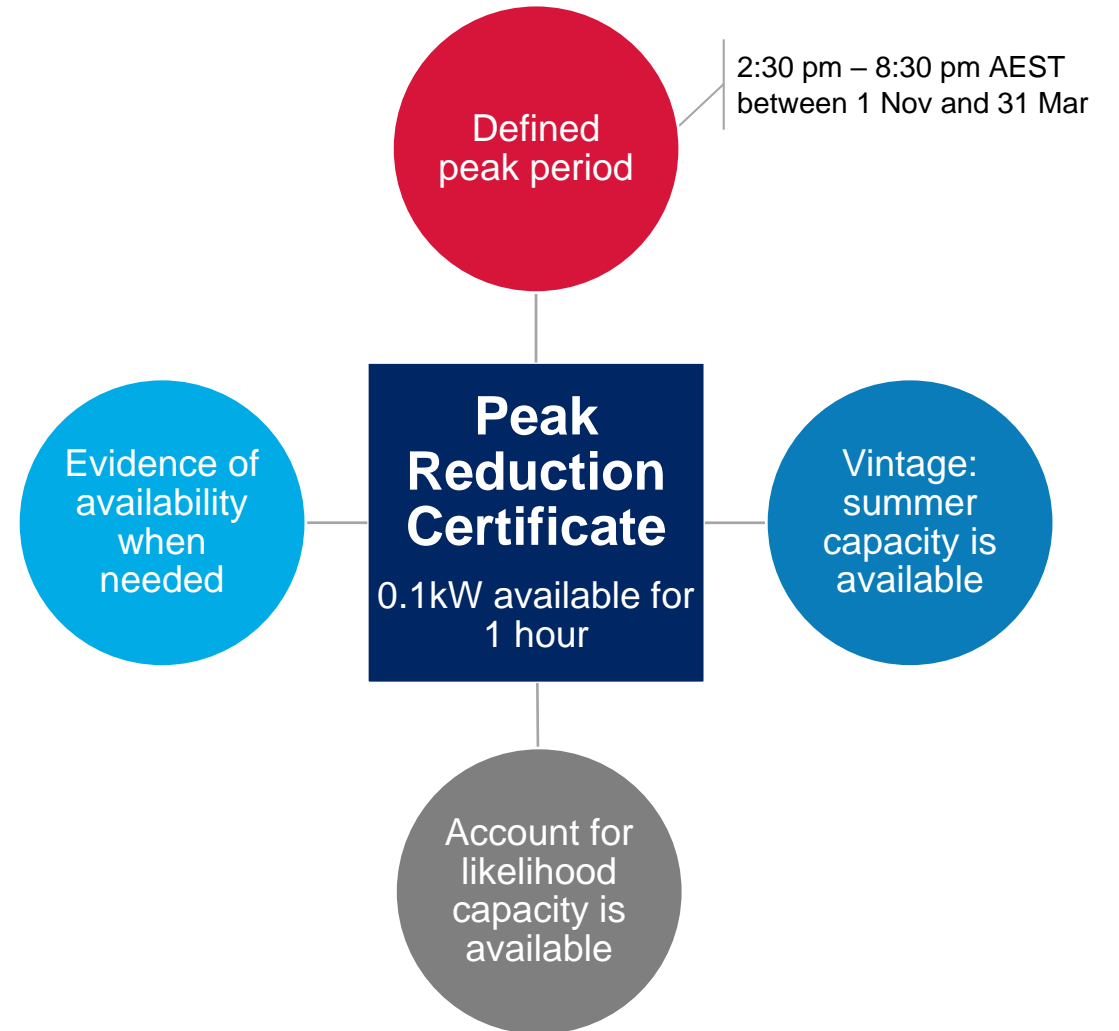 2:30 pm – 8:30 pm AEST
between 1 Nov and 31 Mar
Defined
peak period
Peak
Reduction
Certificate
0.1kW available for
1 hour
Evidence of
availability
when
needed
Vintage:
summer
capacity is
available
Account for
likelihood
capacity is
available